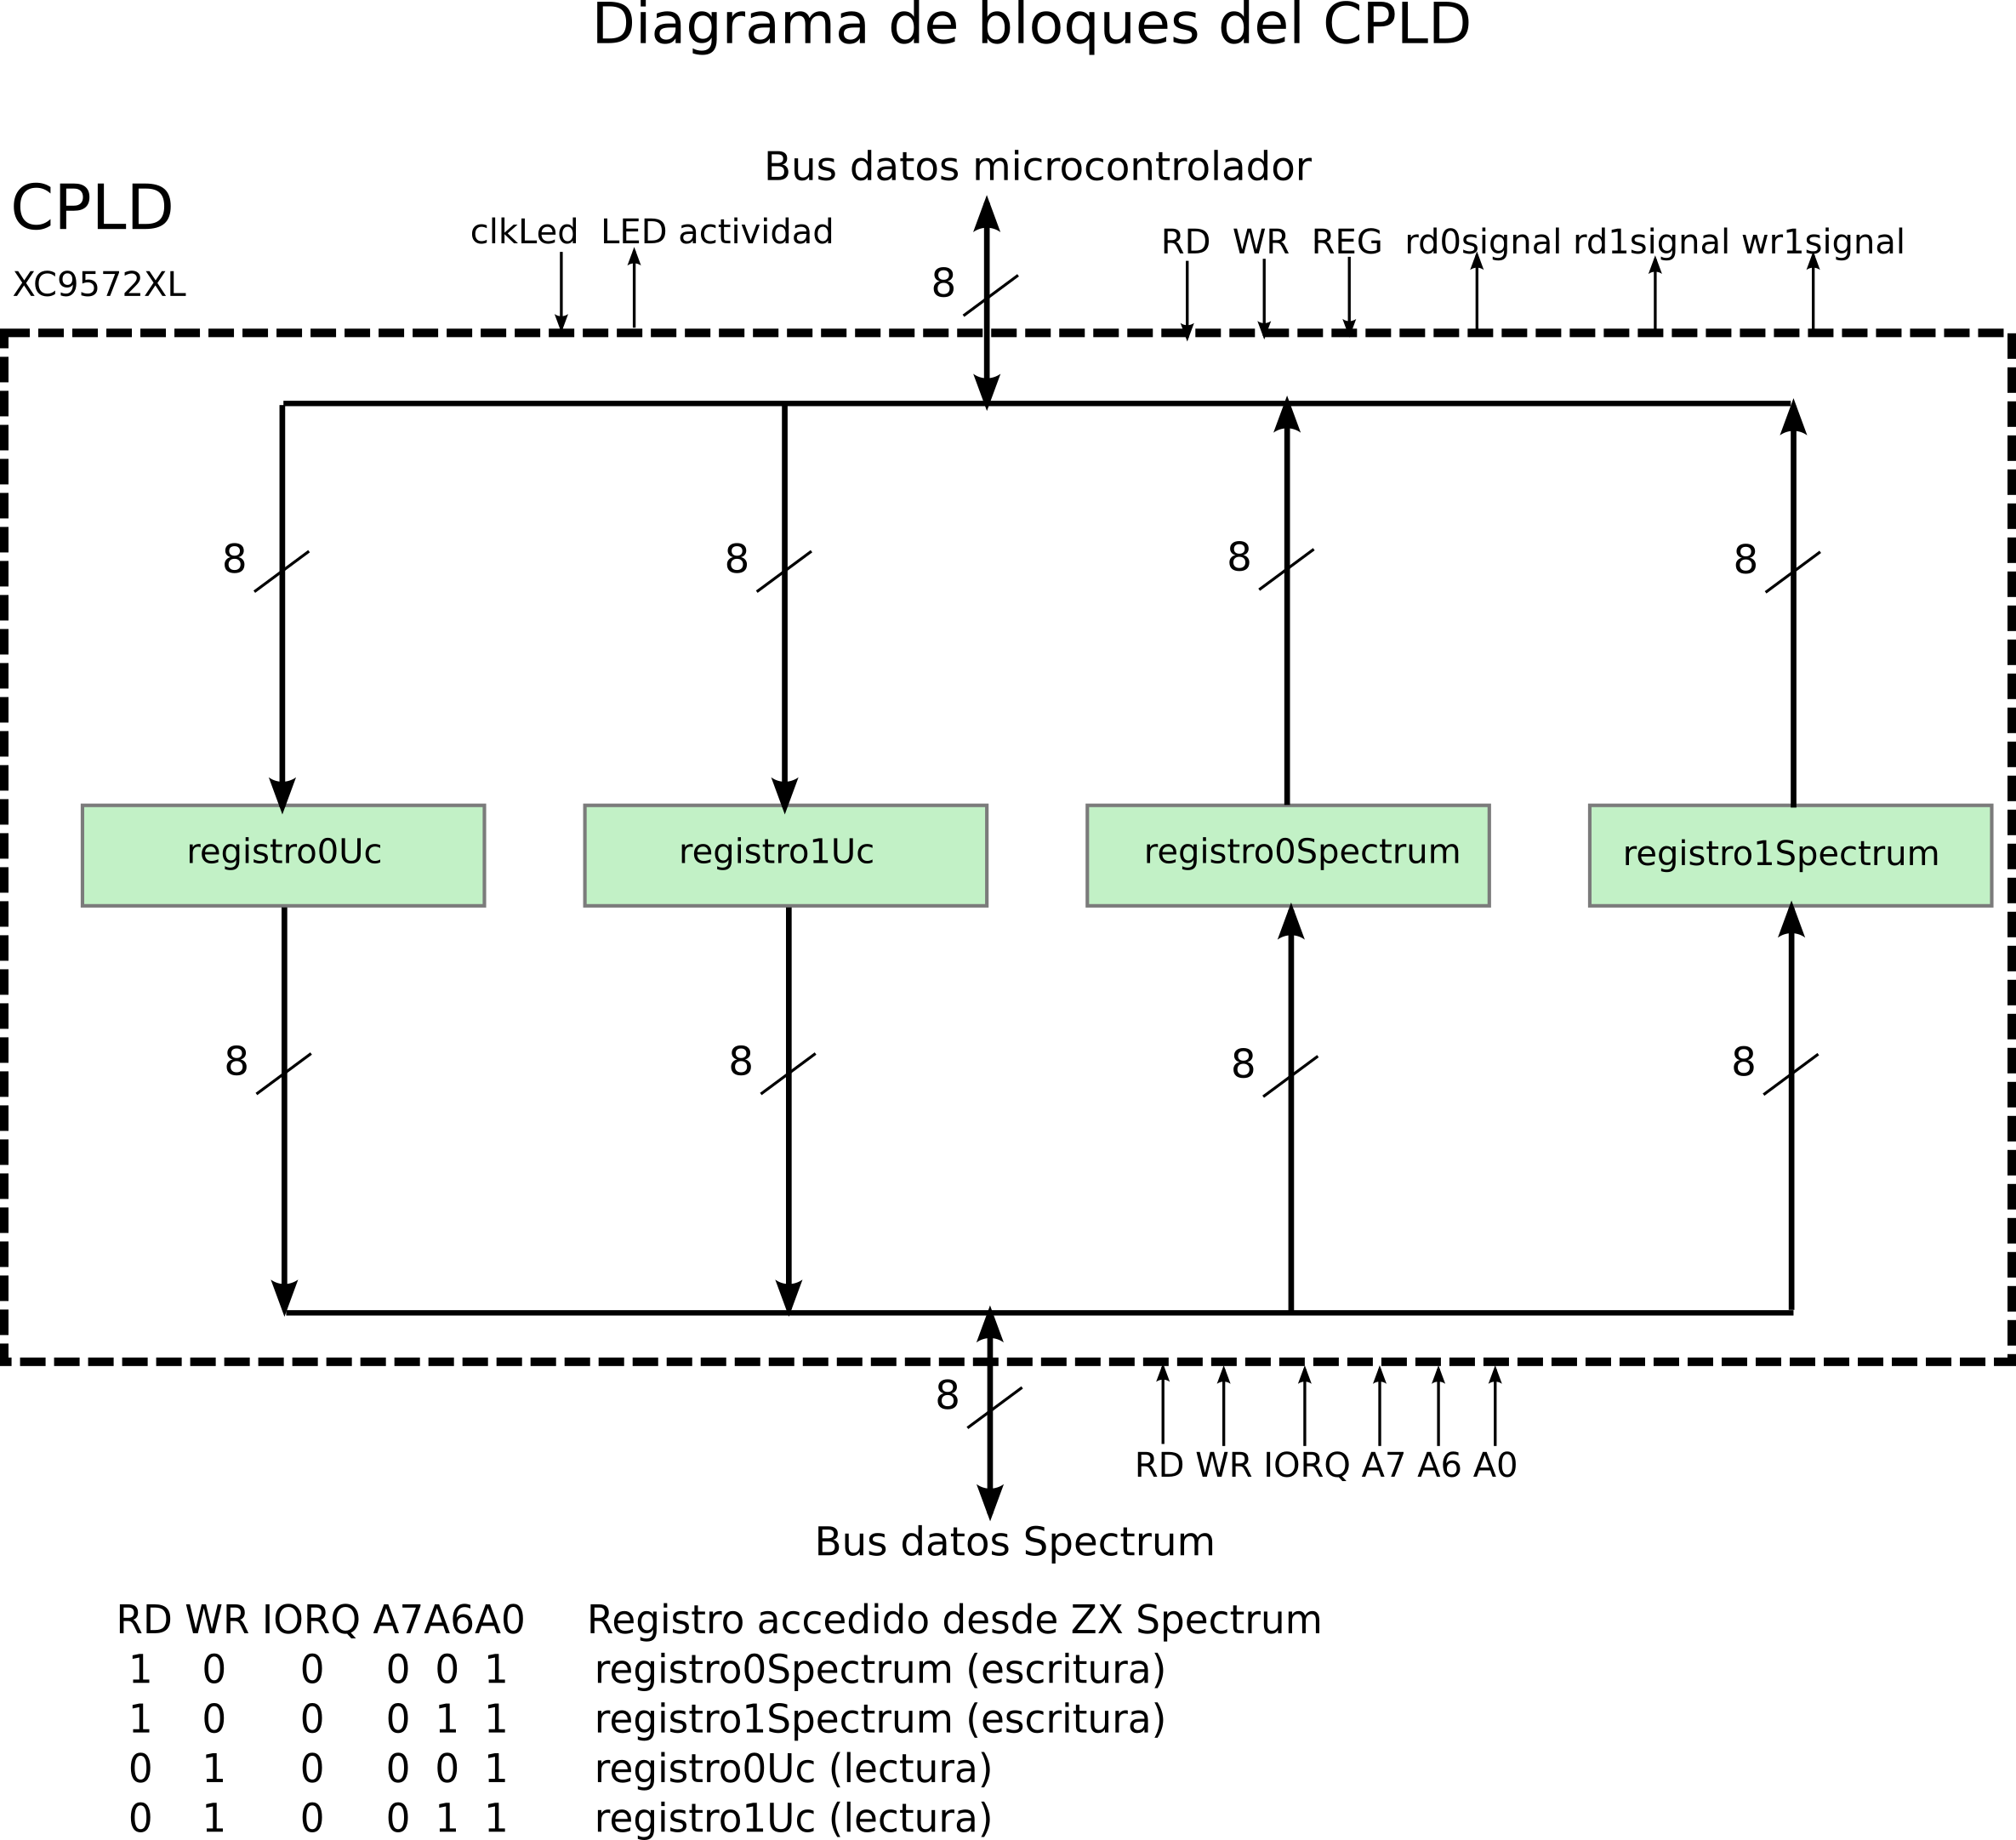 Diagrama de bloques del CPLD
Bus datos microcontrolador
CPLD
clkLed LED actividad
RD WR REG rd0signal rd1signal wr1signal
8
XC9572XL
8 8 8 8
registro0Uc registro1Uc registro0Spectrum registro1Spectrum
8 8 8 8
8
RD WR IORQ A7 A6 A0
Bus datos Spectrum
RD WR IORQ A7A6A0 Registro accedido desde ZX Spectrum
1 0 0 0 0 1 registro0Spectrum (escritura)
1 0 0 0 1 1 registro1Spectrum (escritura)
0 1 0 0 0 1 registro0Uc (lectura)
0 1 0 0 1 1 registro1Uc (lectura)